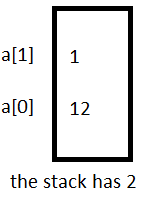 a[1] 1
a[0] 12
the stack has 2